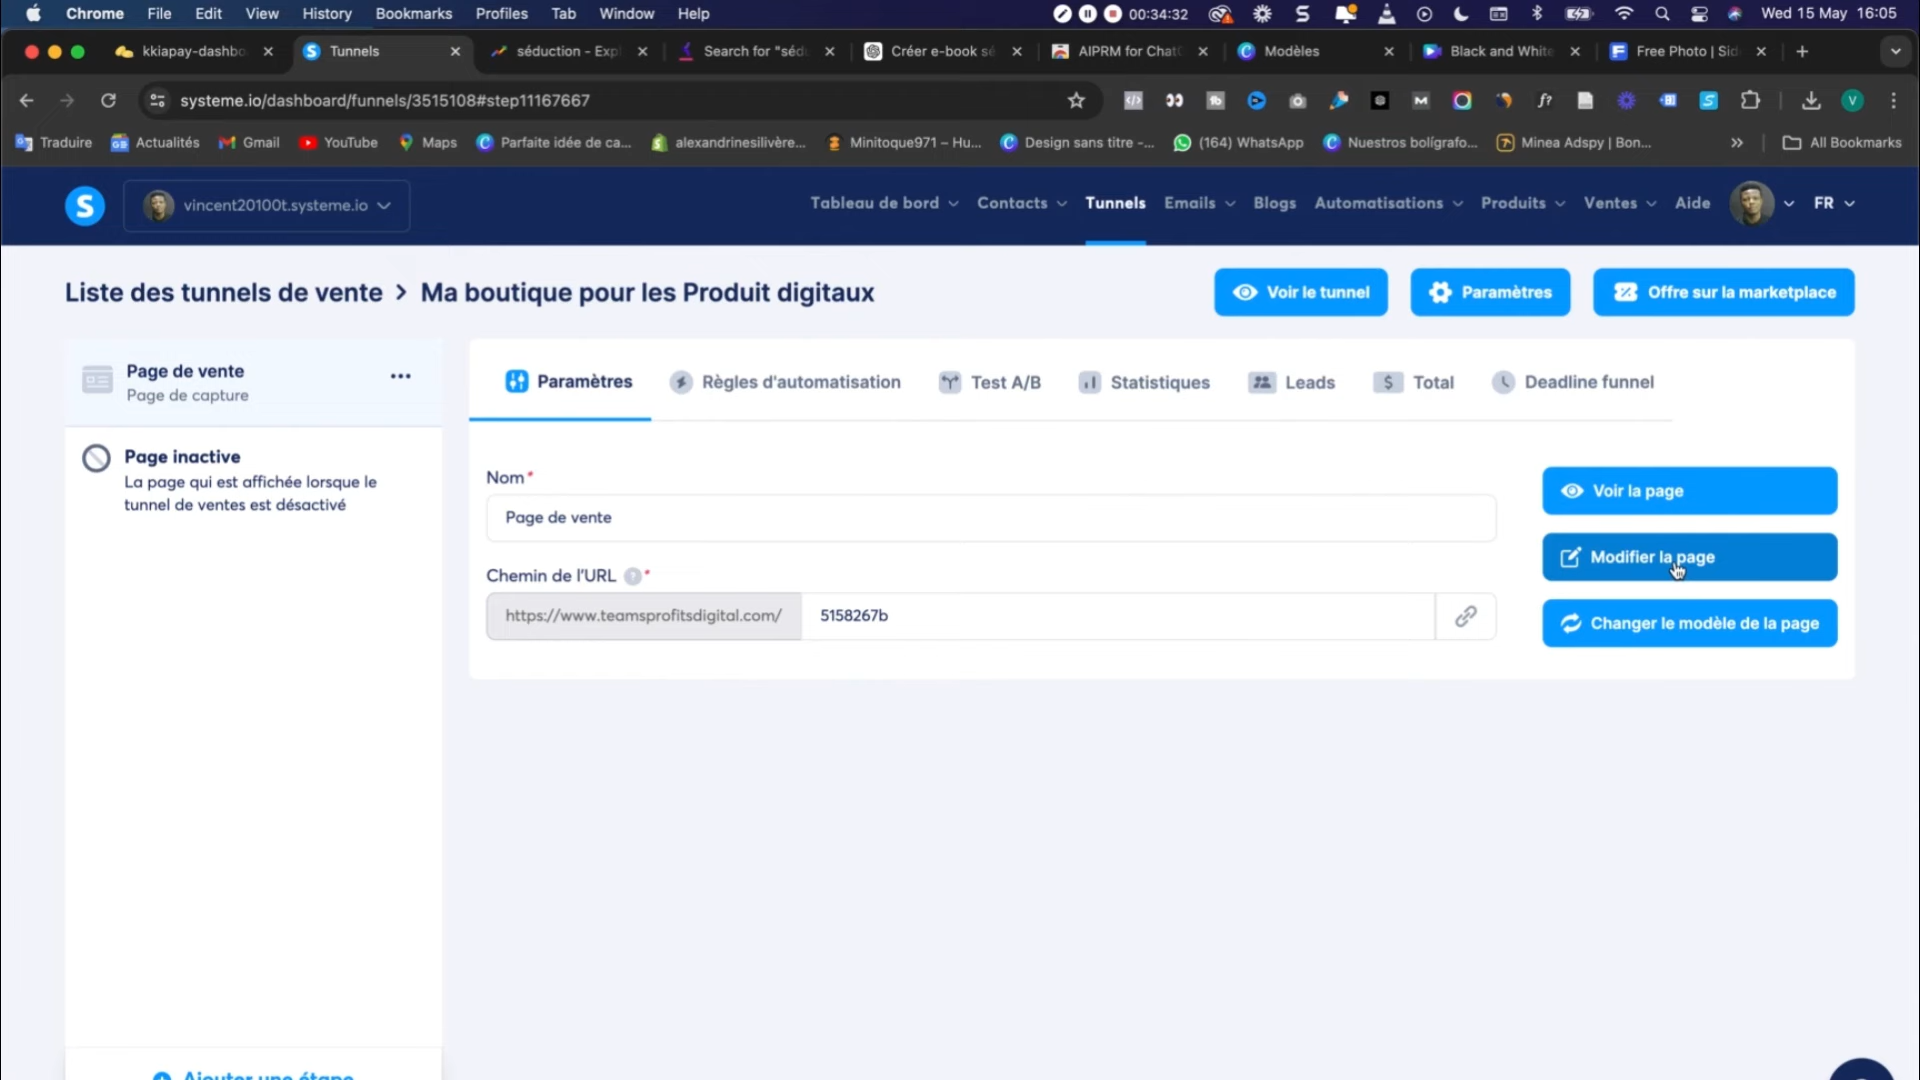 Chrome File Edit View History Bookmarks Profiles Tab Window Help 00:34:32 Wed 15 May 16:05
kkiapay-dashbo Tunnels séduction - Expl Search for "séd Créer e-book sé AIPRM for ChatG Modèles Black and White Free Photo | Sid
systeme.io/dashboard/funnels/3515108#step11167667
Traduire Actualités Gmail YouTube Maps Parfaite idée de ca... alexandrinesilivère... Minitoque971 – Hu... Design sans titre -... (164) WhatsApp Nuestros bolígrafo... Minea Adspy | Bon... All Bookmarks
vincent20100t.systeme.io Tableau de bord Contacts Tunnels Emails Blogs Automatisations Produits Ventes Aide FR
Liste des tunnels de vente > Ma boutique pour les Produit digitaux Voir le tunnel Paramètres Offre sur la marketplace
Page de vente
Page de capture
Page inactive
La page qui est affichée lorsque le
tunnel de ventes est désactivé
Paramètres Règles d'automatisation Test A/B Statistiques Leads Total Deadline funnel
Nom*
Page de vente
Chemin de l'URL ? *
https://www.teamsprofitsdigital.com/ 5158267b
Voir la page
Modifier la page
Changer le modèle de la page
Ajouter une étape